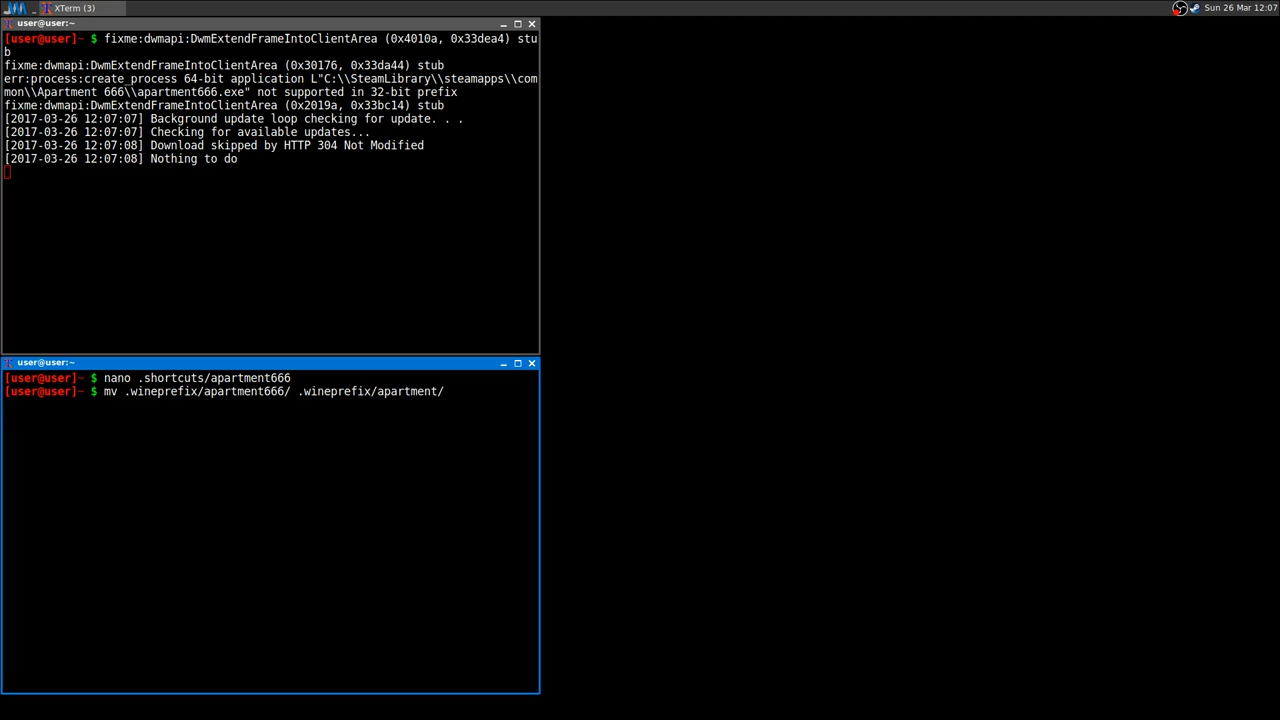 XTerm (3)
Sun 26 Mar 12:07
user@user:~
[user@user]~ $ fixme:dwmapi:DwmExtendFrameIntoClientArea (0x4010a, 0x33dea4) stu
b
fixme:dwmapi:DwmExtendFrameIntoClientArea (0x30176, 0x33da44) stub
err:process:create_process 64-bit application L"C:\\SteamLibrary\\steamapps\\com
mon\\Apartment 666\\apartment666.exe" not supported in 32-bit prefix
fixme:dwmapi:DwmExtendFrameIntoClientArea (0x2019a, 0x33bc14) stub
[2017-03-26 12:07:07] Background update loop checking for update. . .
[2017-03-26 12:07:07] Checking for available updates...
[2017-03-26 12:07:08] Download skipped by HTTP 304 Not Modified
[2017-03-26 12:07:08] Nothing to do
user@user:~
[user@user]~ $ nano .shortcuts/apartment666
[user@user]~ $ mv .wineprefix/apartment666/ .wineprefix/apartment/